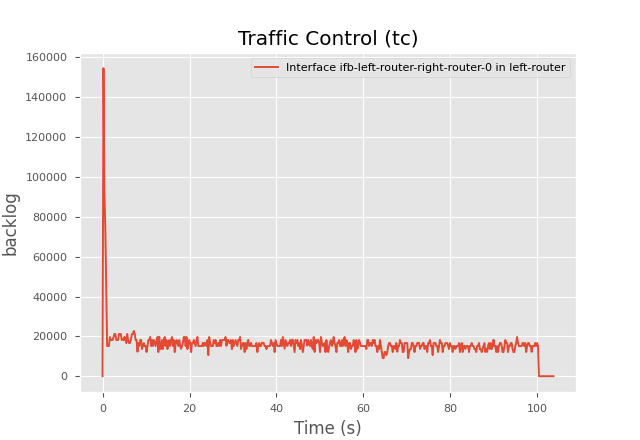 Traffic Control (tc)
Interface ifb-left-router-right-router-0 in left-router
backlog
160000
140000
120000
100000
80000
60000
40000
20000
0
0 20 40 60 80 100
Time (s)